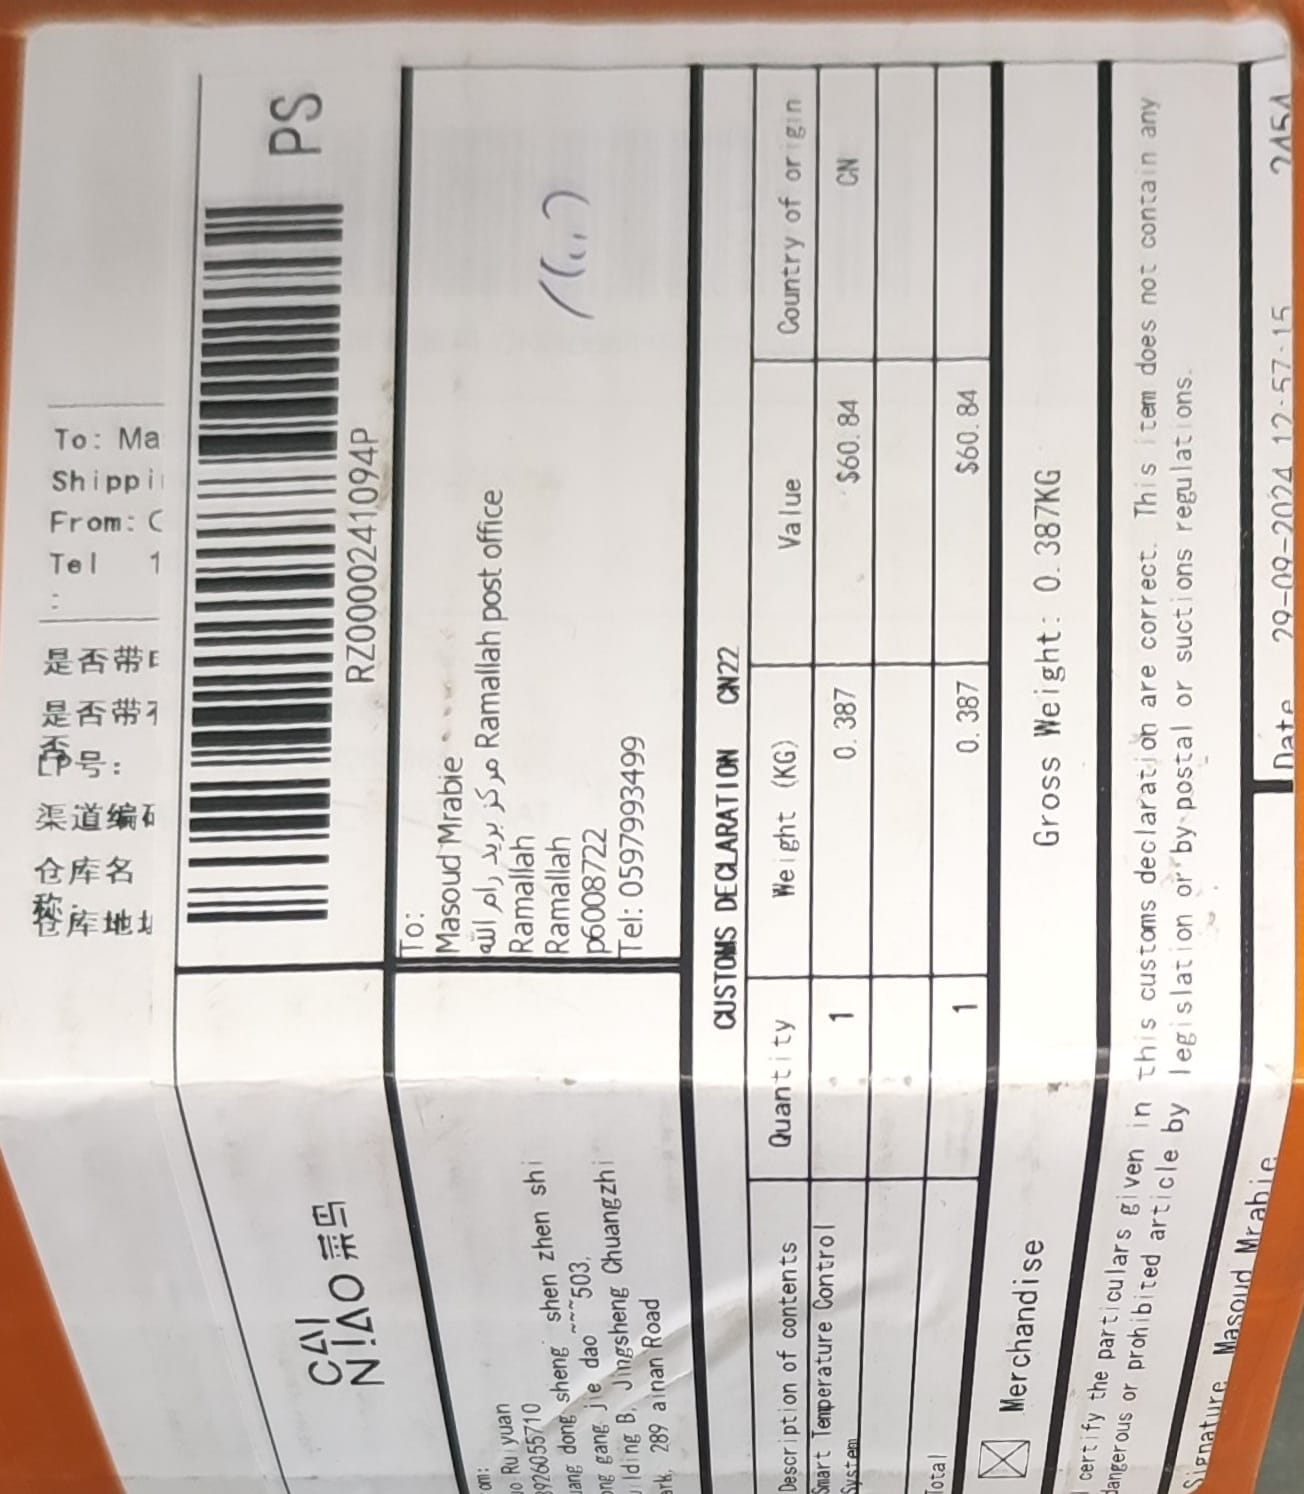 To: Ma
Shippi
From: C
Tel 1
:
是否带
是否带
否
号:
渠道编
仓库名
称:
仓库地
CAI
NIAO 菜鸟
PS
RZ0000241094P
om:
o Ruiyuan
8926055710
ang dong sheng shen zhen shi
ong gang jie dao ~~~503,
ilding B, Jingsheng Chuangzhi
ark, 289 ainan Road
To:
Masoud Mrabie
مركز بريد رام الله Ramallah post office
Ramallah
Ramallah
p6008722
Tel: 0597993499
CUSTOMS DECLARATION CN22
Description of contents Quantity Weight (KG) Value Country of origin
Smart Temperature Control System 1 0.387 $60.84 CN
Total 1 0.387 $60.84
Merchandise Gross Weight: 0.387KG
I certify the particulars given in this customs declaration are correct. This item does not contain any
dangerous or prohibited article by legislation or by postal or suctions regulations.
Signature Masoud Mrabie Date 29-09-2024 12:57:15 2454